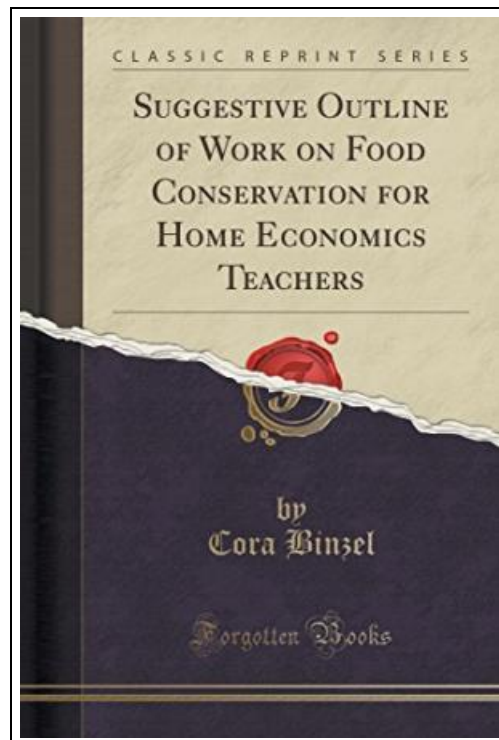 CLASSIC REPRINT SERIES
SUGGESTIVE OUTLINE
OF WORK ON FOOD
CONSERVATION FOR
HOME ECONOMICS
TEACHERS
by
Cora Binzel
Forgotten Books